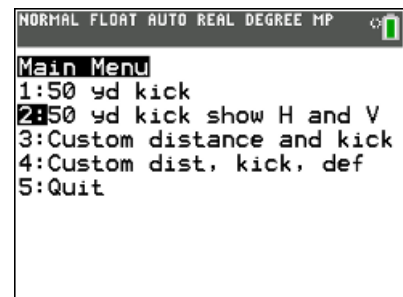 NORMAL FLOAT AUTO REAL DEGREE MP
Main Menu
1:50 yd kick
2:50 yd kick show H and V
3:Custom distance and kick
4:Custom dist, kick, def
5:Quit